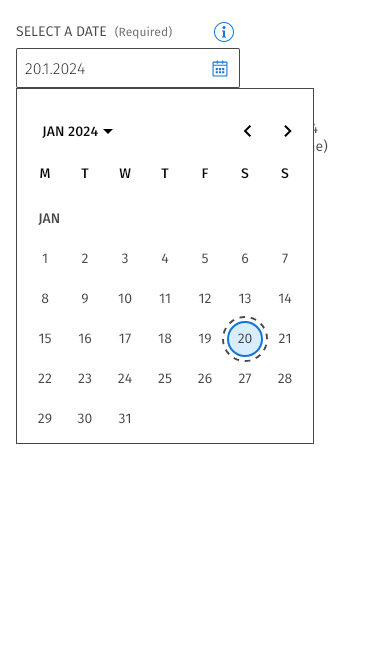 SELECT A DATE (Required)
20.1.2024
JAN 2024
M T W T F S S
JAN
1 2 3 4 5 6 7
8 9 10 11 12 13 14
15 16 17 18 19 20 21
22 23 24 25 26 27 28
29 30 31